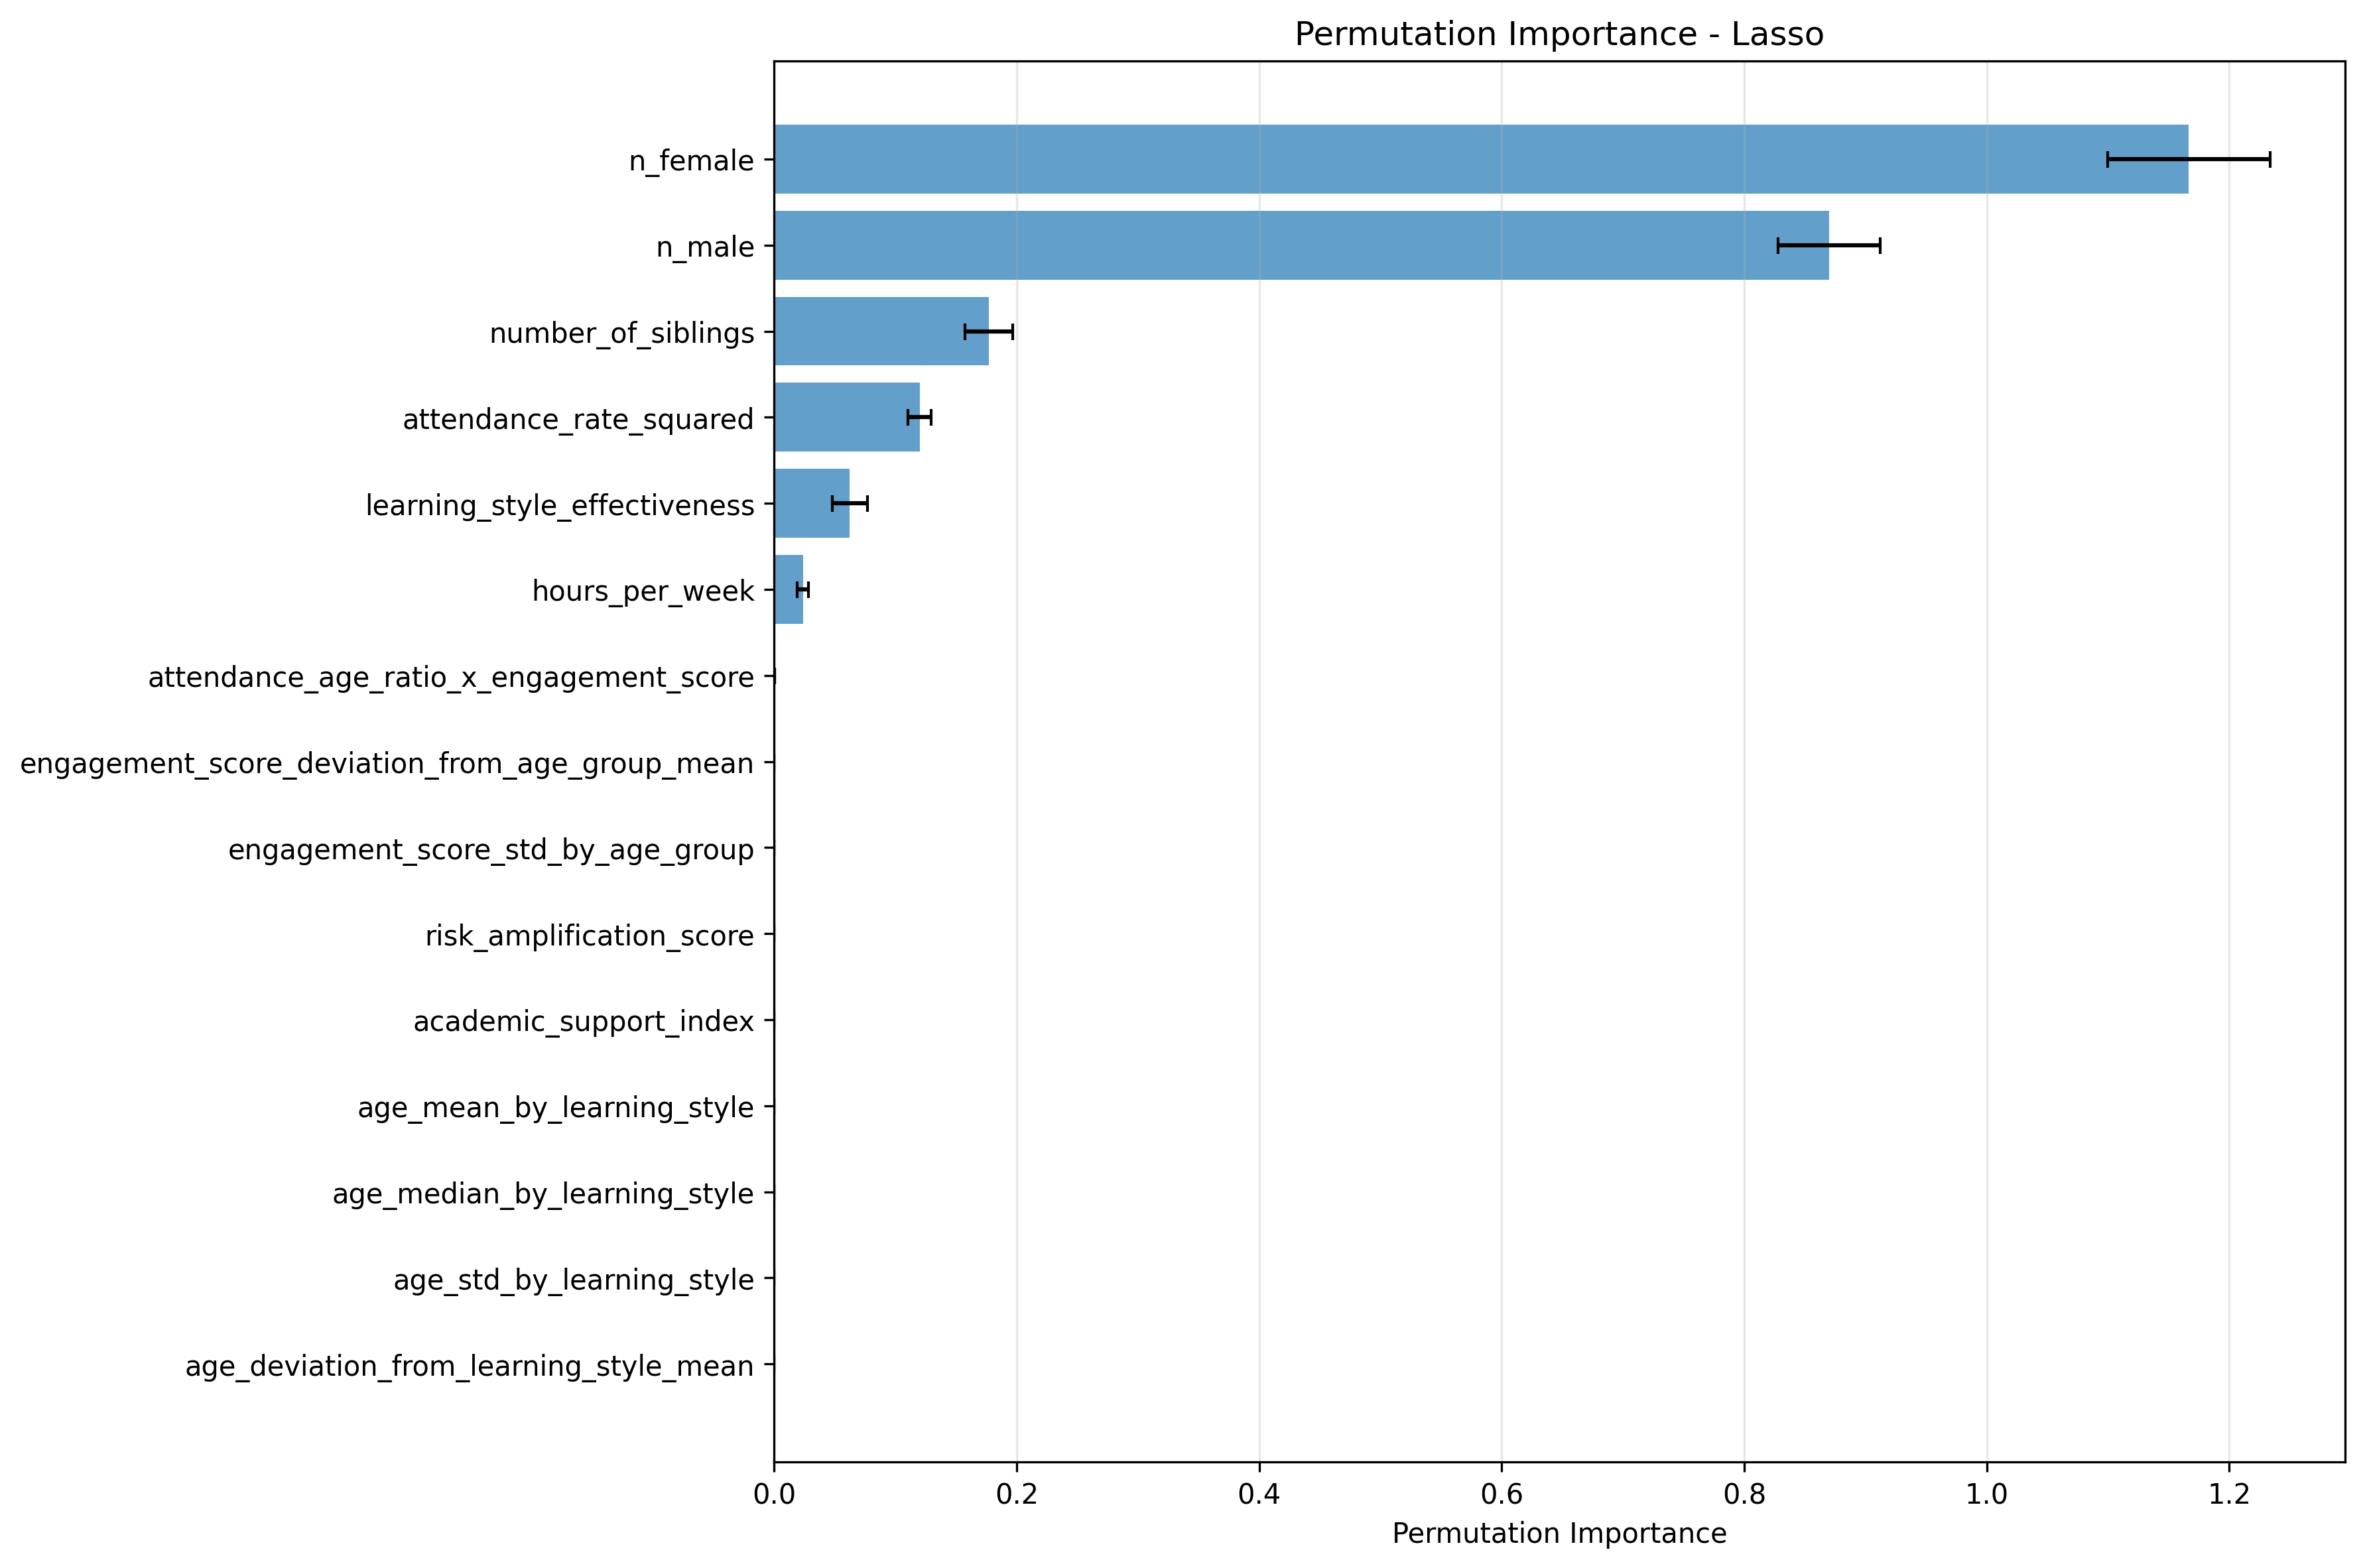 Permutation Importance - Lasso
n_female
n_male
number_of_siblings
attendance_rate_squared
learning_style_effectiveness
hours_per_week
attendance_age_ratio_x_engagement_score
engagement_score_deviation_from_age_group_mean
engagement_score_std_by_age_group
risk_amplification_score
academic_support_index
age_mean_by_learning_style
age_median_by_learning_style
age_std_by_learning_style
age_deviation_from_learning_style_mean
0.0 0.2 0.4 0.6 0.8 1.0 1.2
Permutation Importance